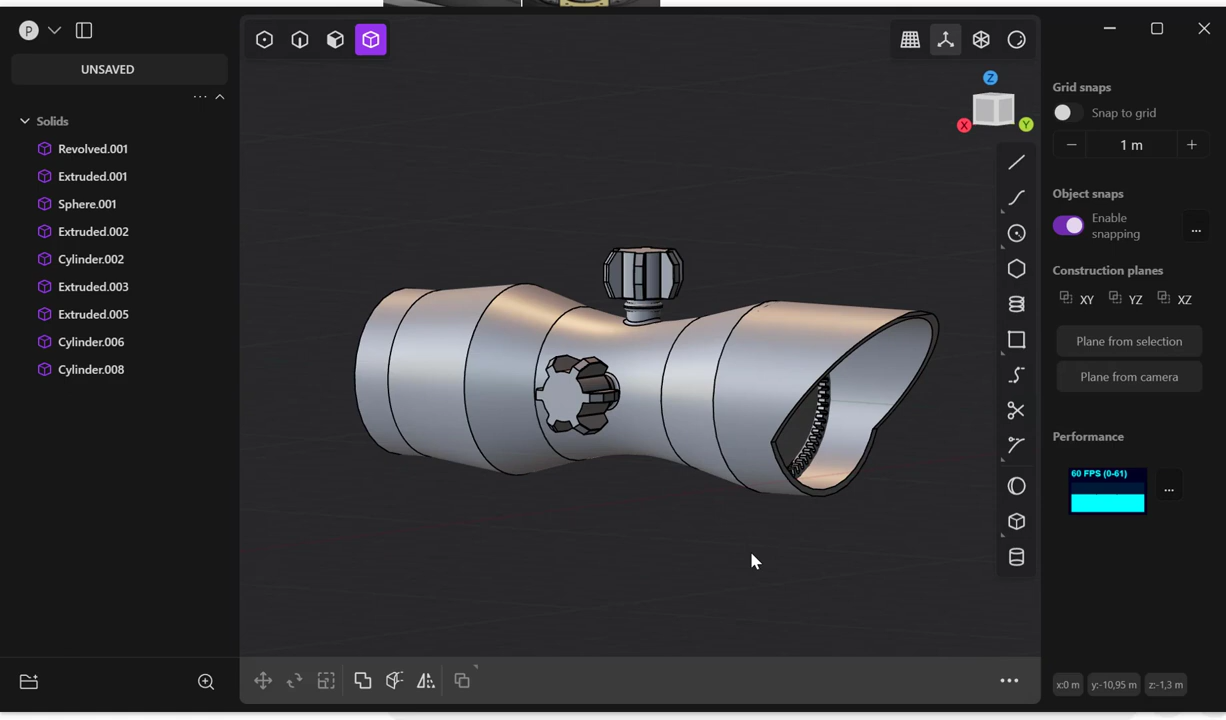 P
UNSAVED
...
Solids
Revolved.001
Extruded.001
Sphere.001
Extruded.002
Cylinder.002
Extruded.003
Extruded.005
Cylinder.006
Cylinder.008
Z
X
Y
Grid snaps
Snap to grid
− 1 m +
Object snaps
Enable
snapping
...
Construction planes
XY YZ XZ
Plane from selection
Plane from camera
Performance
60 FPS (0-61)
...
x:0 m y:-10,95 m z:-1,3 m